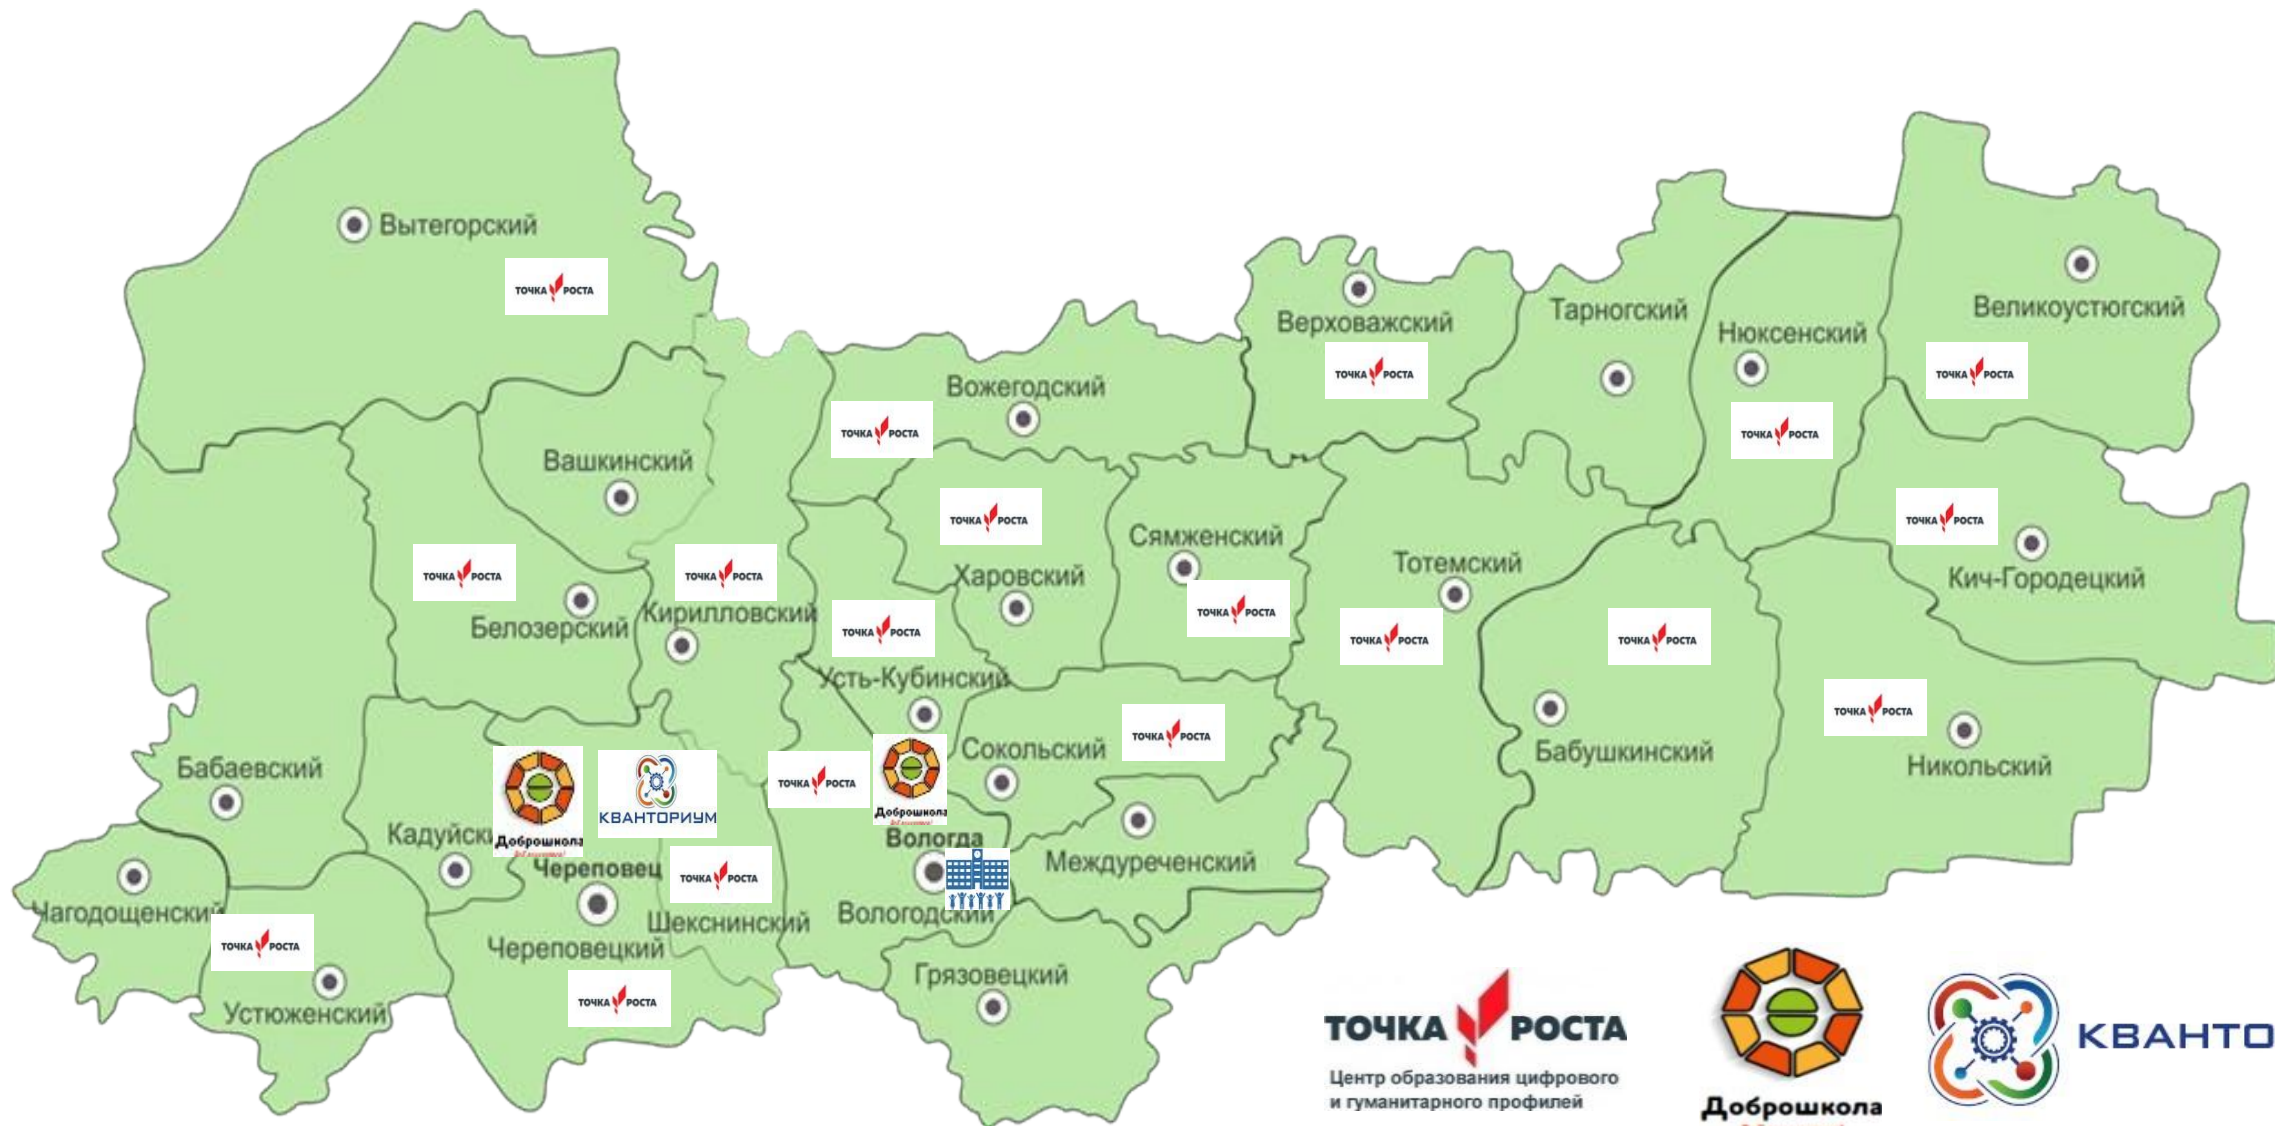 Вытегорский
ТОЧКА РОСТА
Великоустюгский
ТОЧКА РОСТА
Верховажский
ТОЧКА РОСТА
Тарногский
Нюксенский
ТОЧКА РОСТА
Вожегодский
ТОЧКА РОСТА
Вашкинский
ТОЧКА РОСТА
Харовский
Сямженский
ТОЧКА РОСТА
Тотемский
ТОЧКА РОСТА
ТОЧКА РОСТА
Кич-Городецкий
ТОЧКА РОСТА
Белозерский
ТОЧКА РОСТА
Кирилловский
ТОЧКА РОСТА
Усть-Кубинский
ТОЧКА РОСТА
Бабушкинский
ТОЧКА РОСТА
Никольский
Сокольский
ТОЧКА РОСТА
Бабаевский
Кадуйски
Доброшкола
КВАНТОРИУМ
ТОЧКА РОСТА
Доброшкола
Вологда
Вологодский
Междуреченский
Череповец
ТОЧКА РОСТА
Шекснинский
Череповецкий
ТОЧКА РОСТА
Чагодощенский
ТОЧКА РОСТА
Устюженский
Грязовецкий
ТОЧКА РОСТА
Центр образования цифрового
и гуманитарного профилей
Доброшкола
КВАНТО